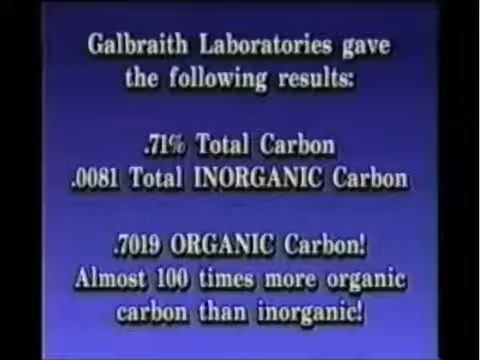 Galbraith Laboratories gave
the following results:
.71% Total Carbon
.0081 Total INORGANIC Carbon
.7019 ORGANIC Carbon!
Almost 100 times more organic
carbon than inorganic!